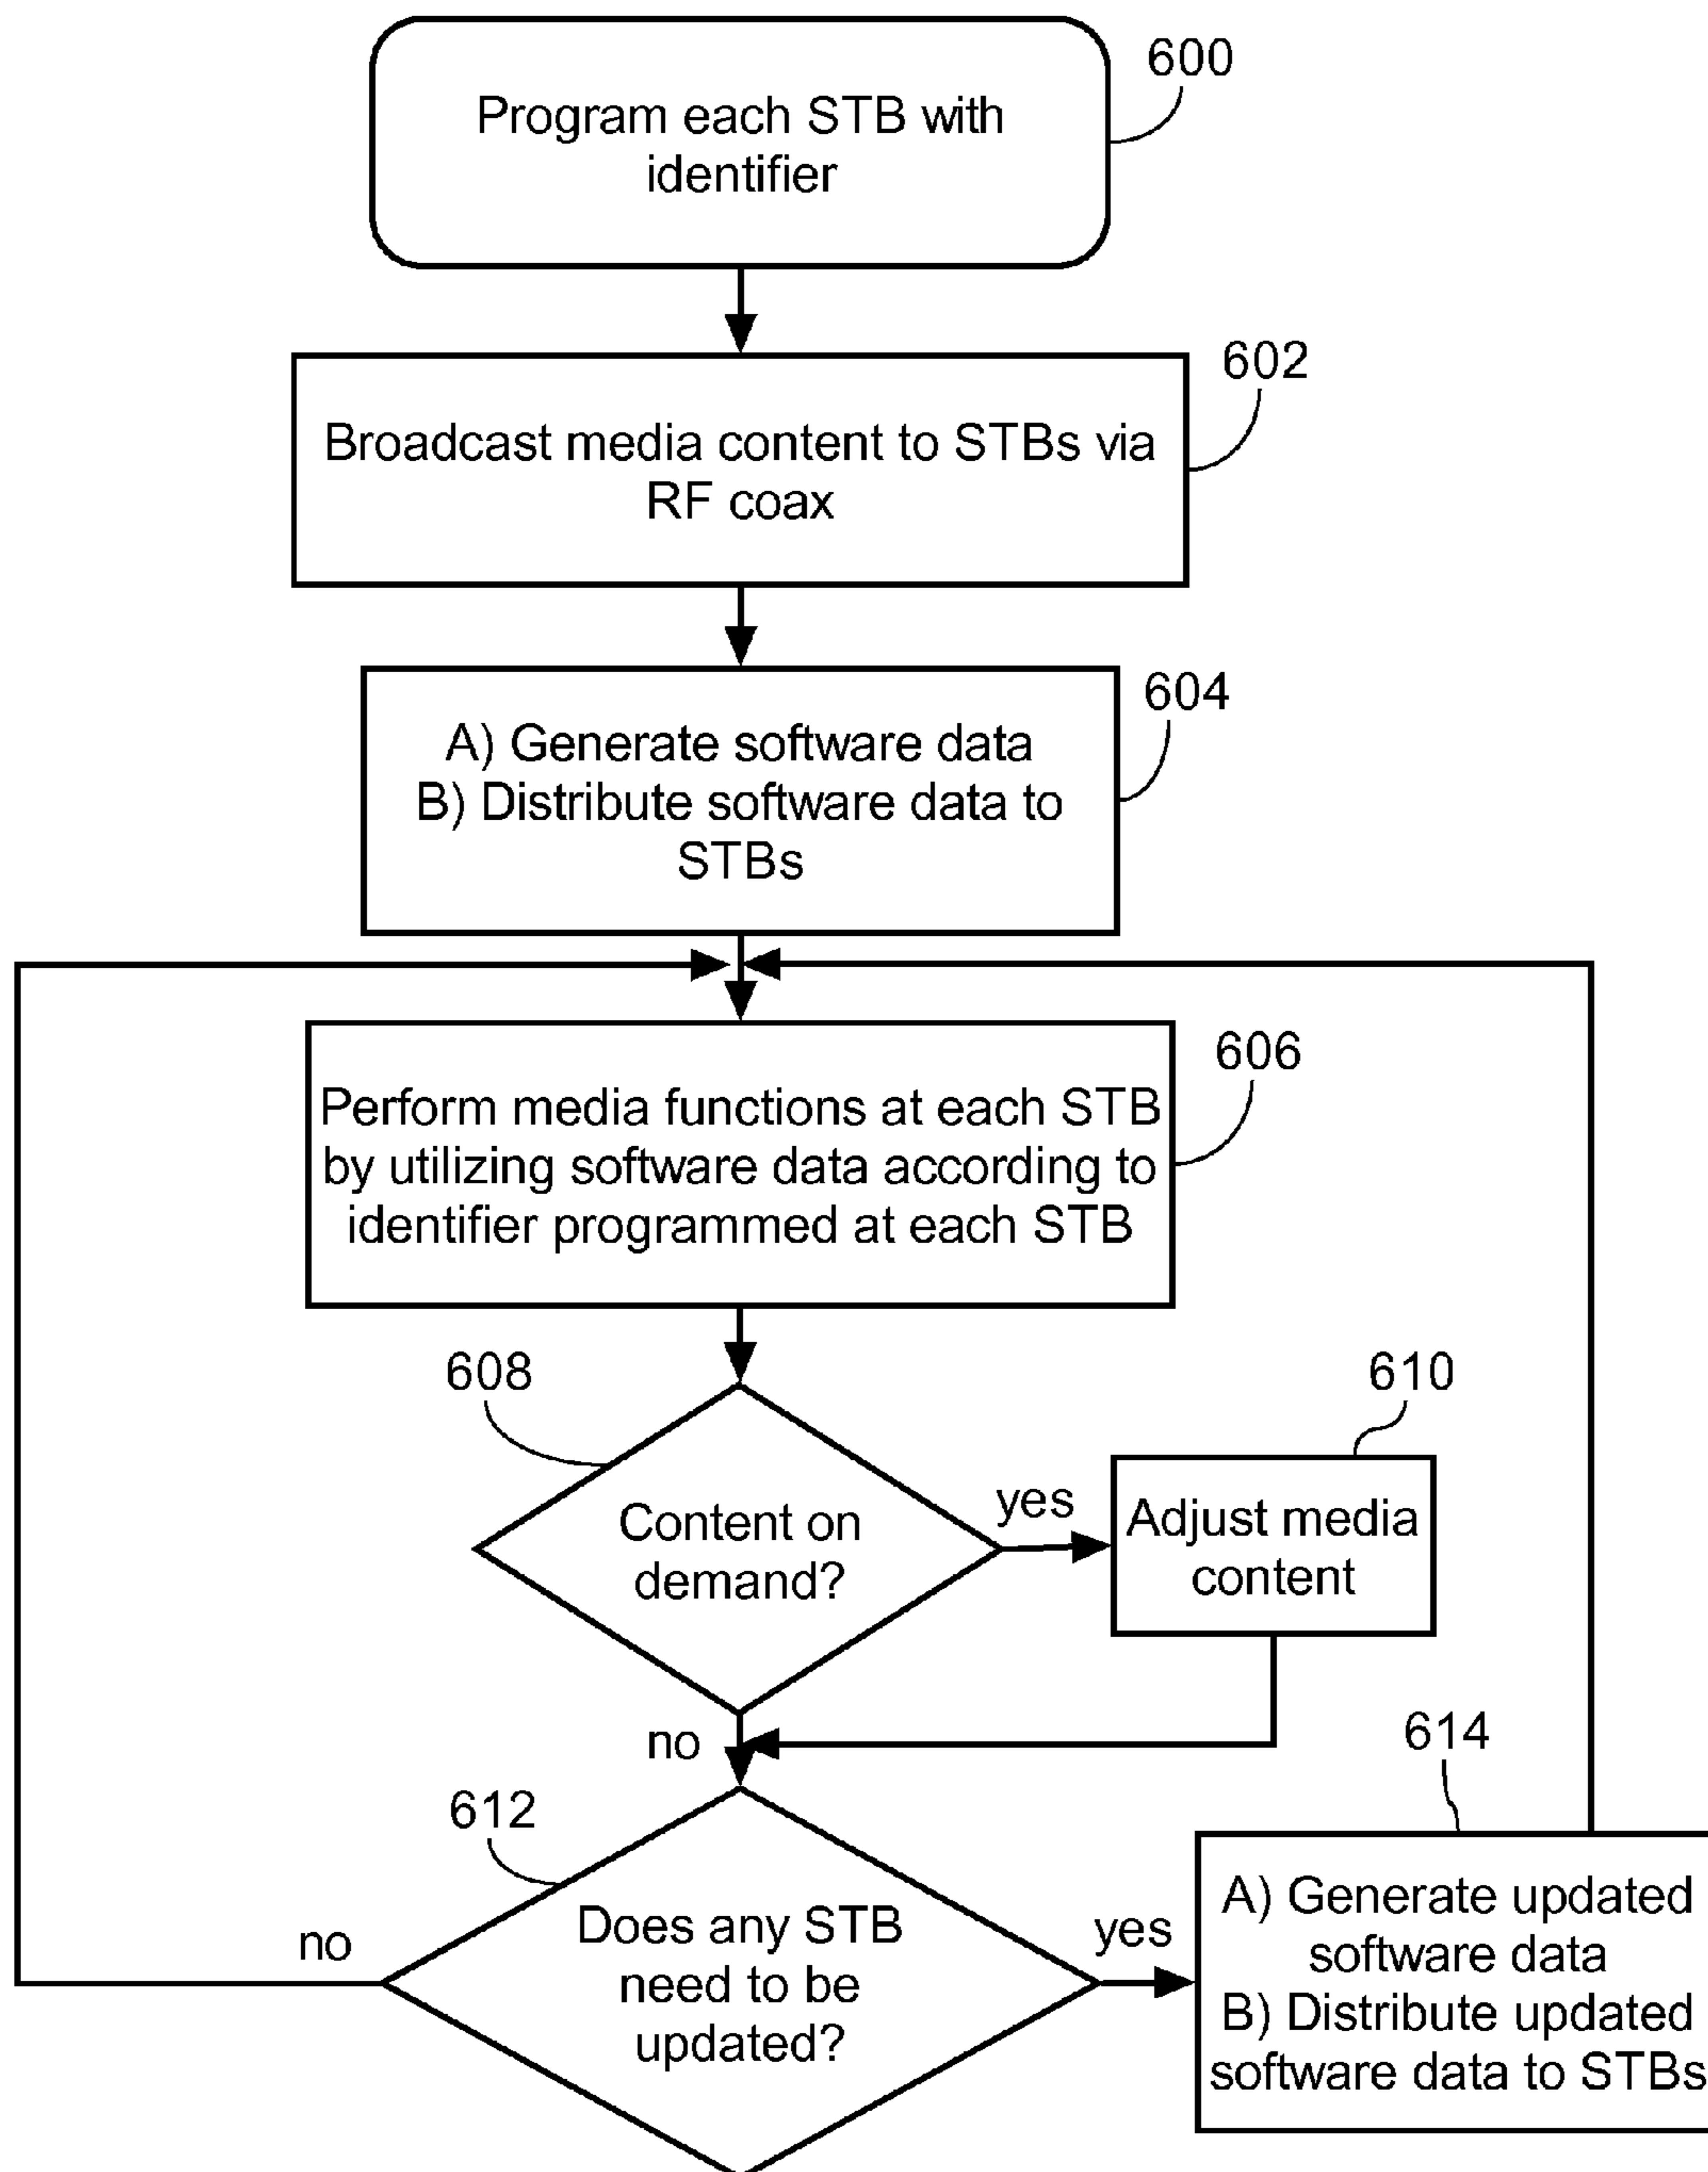 600
Program each STB with
identifier
602
Broadcast media content to STBs via
RF coax
604
A) Generate software data
B) Distribute software data to
STBs
606
Perform media functions at each STB
by utilizing software data according to
identifier programmed at each STB
608
610
Content on
demand?
yes
Adjust media
content
no
614
612
Does any STB
need to be
updated?
no
yes
A) Generate updated
software data
B) Distribute updated
software data to STBs